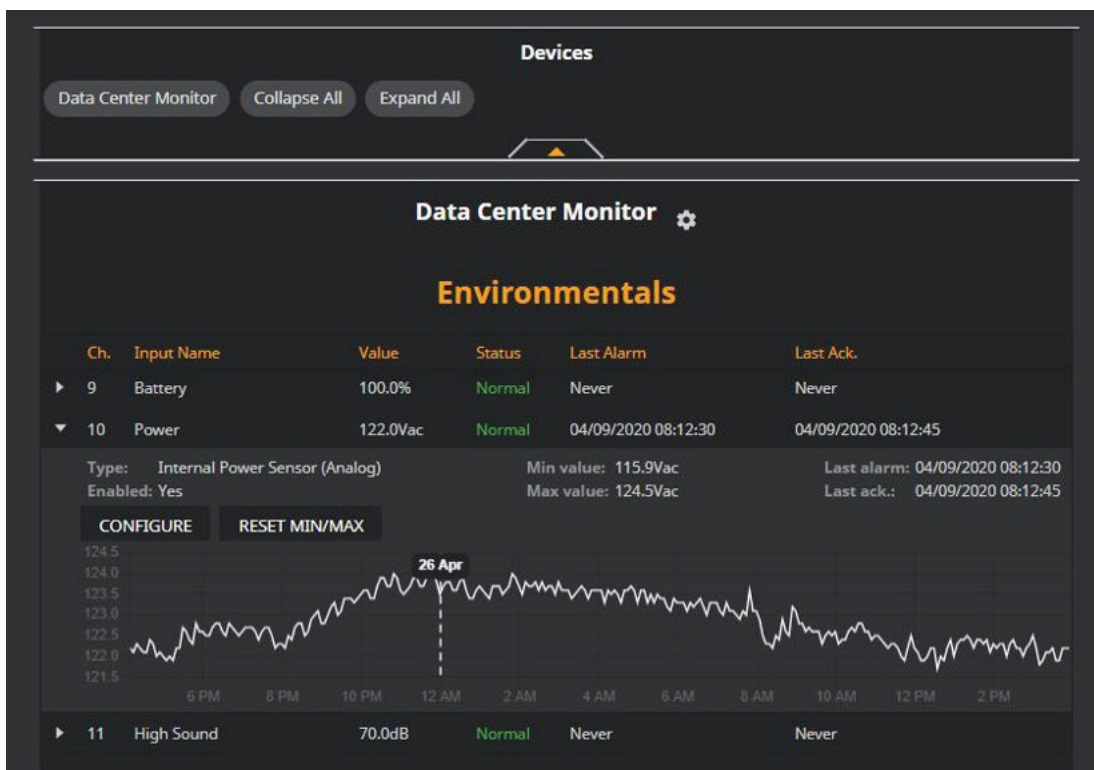 Devices
Data Center Monitor Collapse All Expand All
Data Center Monitor
Environmentals
Ch. Input Name Value Status Last Alarm Last Ack.
9 Battery 100.0% Normal Never Never
10 Power 122.0Vac Normal 04/09/2020 08:12:30 04/09/2020 08:12:45
Type: Internal Power Sensor (Analog) Min value: 115.9Vac Last alarm: 04/09/2020 08:12:30
Enabled: Yes Max value: 124.5Vac Last ack.: 04/09/2020 08:12:45
CONFIGURE RESET MIN/MAX
124.5
26 Apr
124.0
123.5
123.0
122.5
122.0
121.5
6 PM 8 PM 10 PM 12 AM 2 AM 4 AM 6 AM 8 AM 10 AM 12 PM 2 PM
11 High Sound 70.0dB Normal Never Never